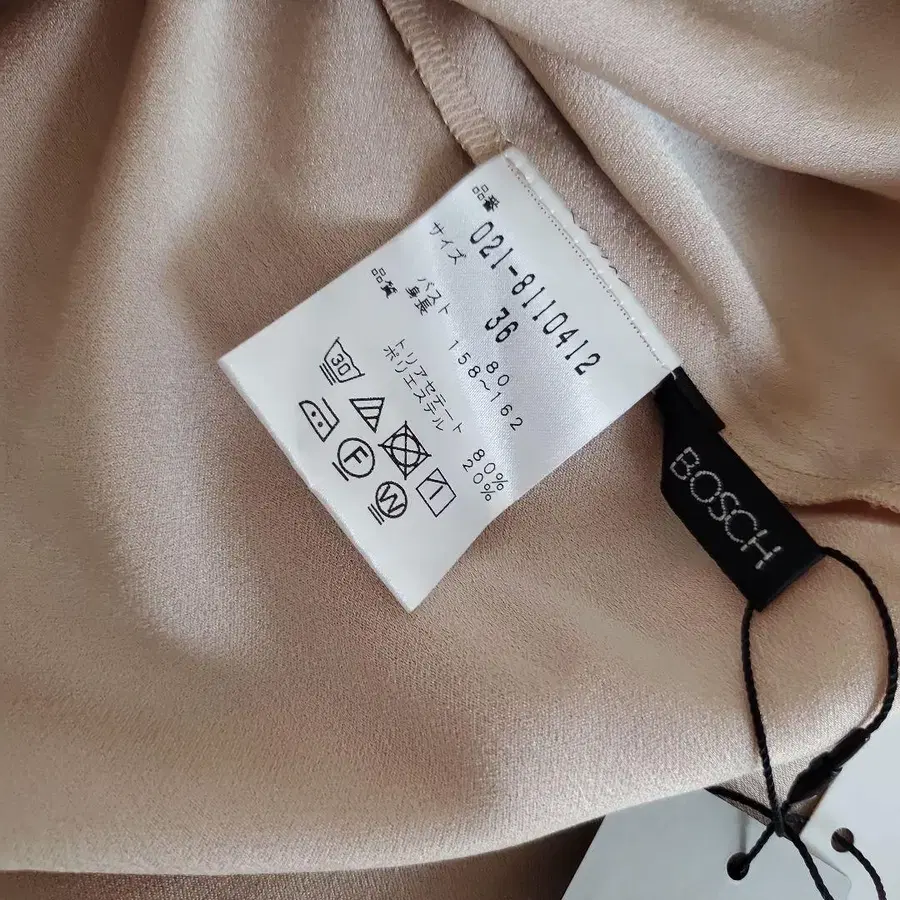 品番
021-8110412
サイズ 36
バスト 80
身長 158~162
品質
トリアセテート 80%
ポリエステル 20%
30
F
W
BOSCH